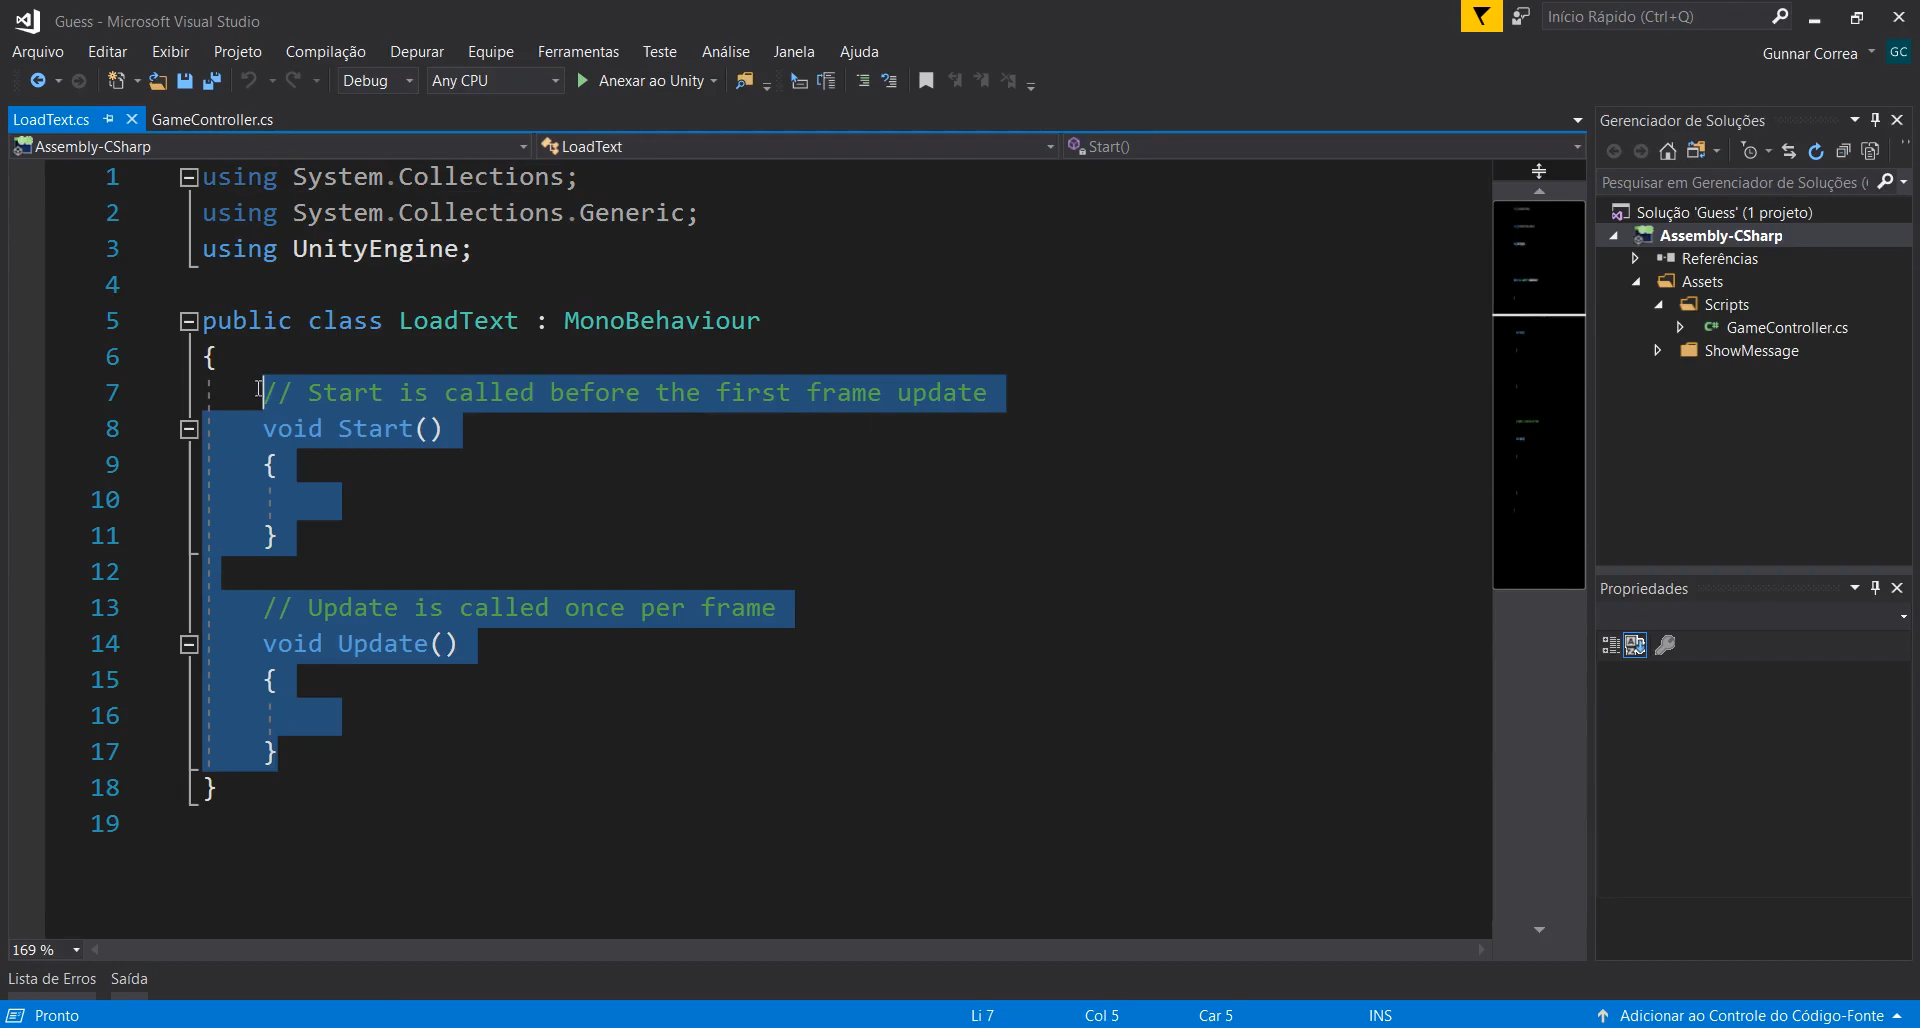 Guess - Microsoft Visual Studio
Início Rápido (Ctrl+Q)
Arquivo Editar Exibir Projeto Compilação Depurar Equipe Ferramentas Teste Análise Janela Ajuda
Gunnar Correa GC
Debug Any CPU Anexar ao Unity
LoadText.cs GameController.cs
Assembly-CSharp LoadText Start()
1 using System.Collections;
2 using System.Collections.Generic;
3 using UnityEngine;
4
5 public class LoadText : MonoBehaviour
6 {
7 // Start is called before the first frame update
8 void Start()
9 {
10
11 }
12
13 // Update is called once per frame
14 void Update()
15 {
16
17 }
18 }
19
169 %
Gerenciador de Soluções
Pesquisar em Gerenciador de Soluções (
Solução 'Guess' (1 projeto)
Assembly-CSharp
Referências
Assets
Scripts
C# GameController.cs
ShowMessage
Propriedades
Lista de Erros Saída
Pronto Li 7 Col 5 Car 5 INS Adicionar ao Controle do Código-Fonte